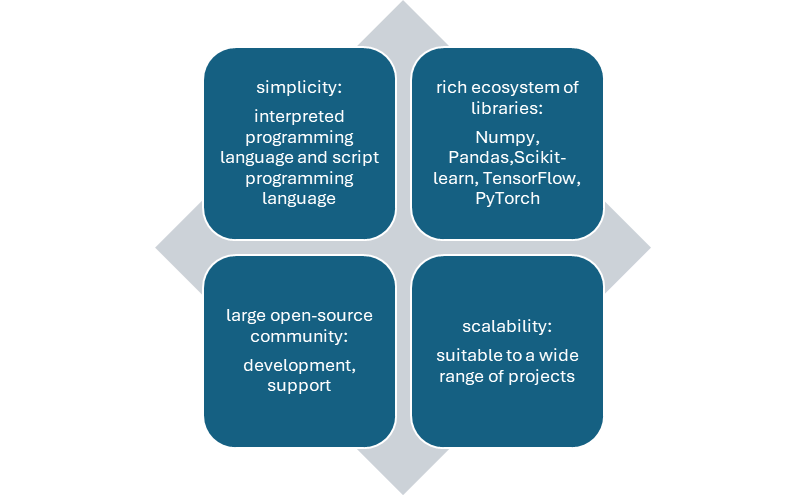 simplicity:
interpreted
programming
language and script
programming
language
rich ecosystem of
libraries:
Numpy,
Pandas,Scikit-
learn, TensorFlow,
PyTorch
large open-source
community:
development,
support
scalability:
suitable to a wide
range of projects